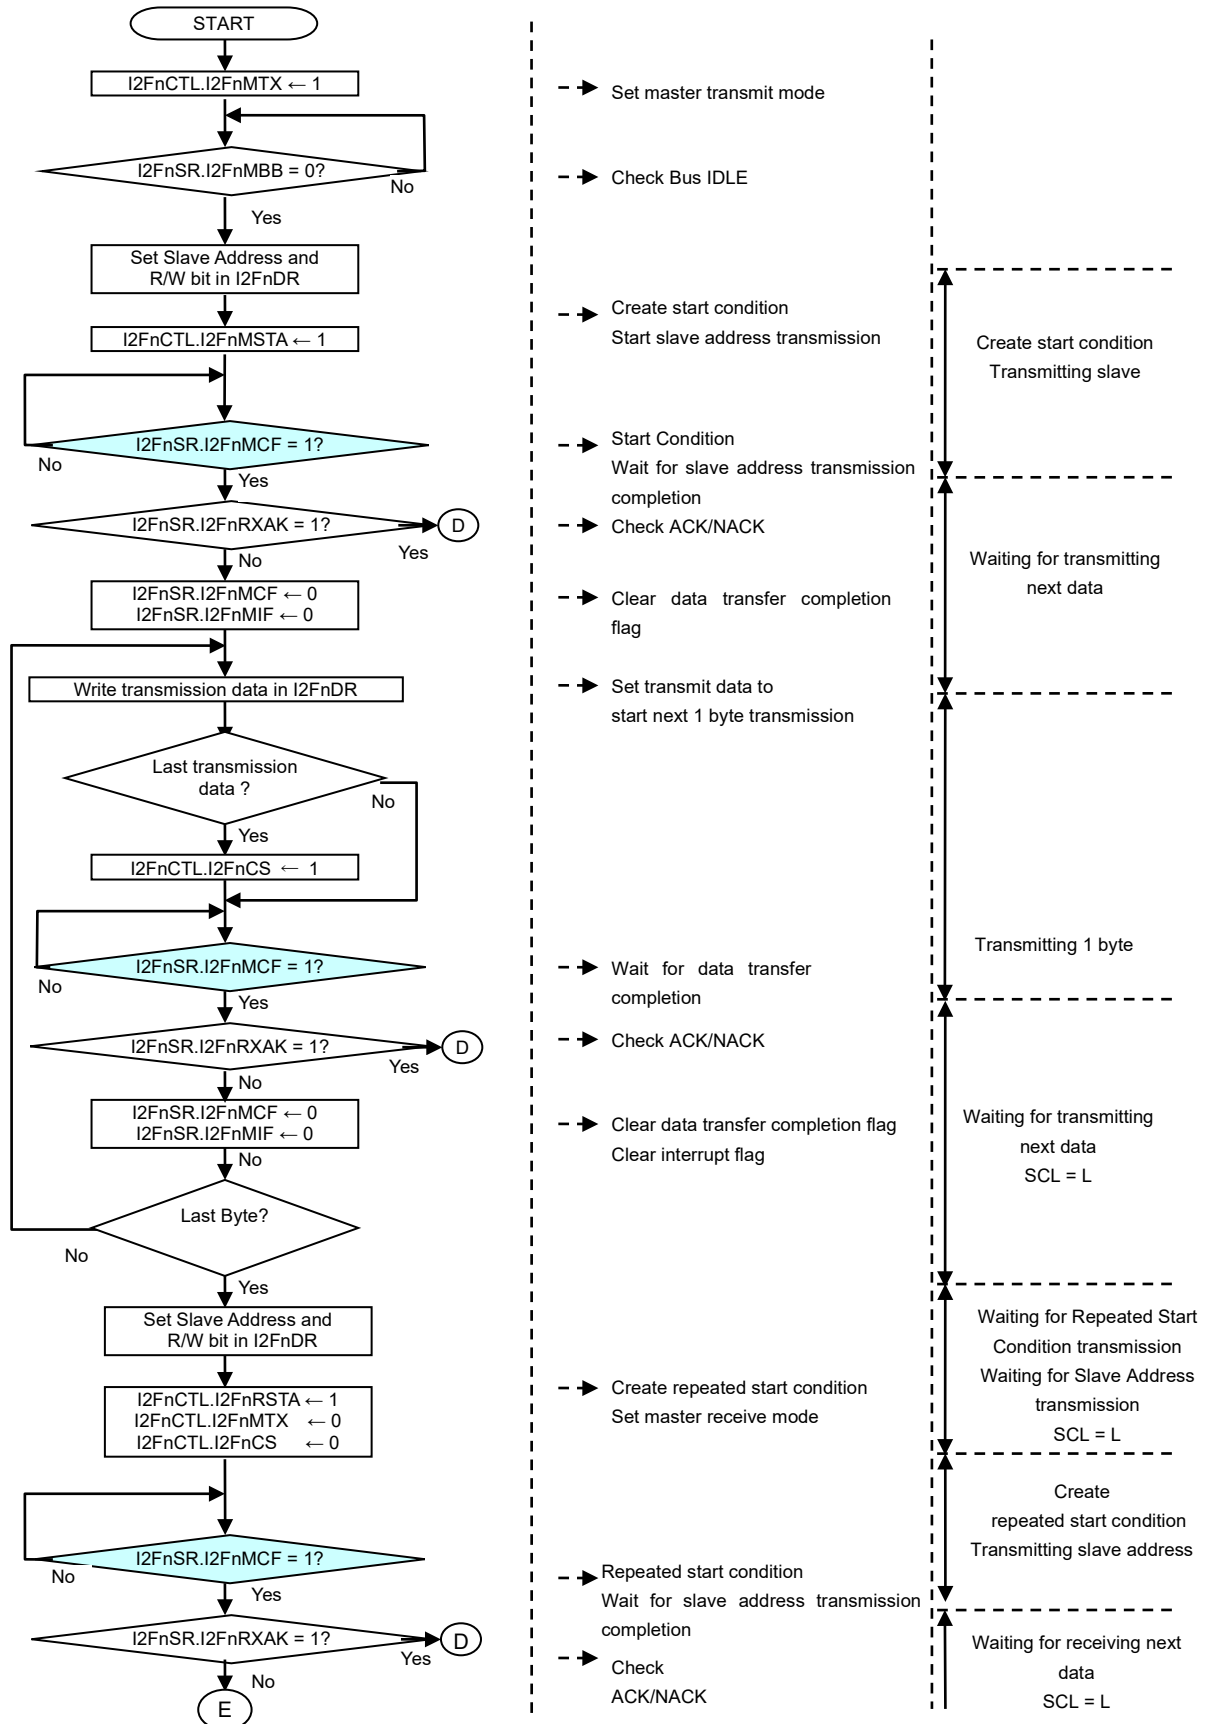 START
I2FnCTL.I2FnMTX ← 1
Set master transmit mode
I2FnSR.I2FnMBB = 0?
No
Check Bus IDLE
Yes
Set Slave Address and
R/W bit in I2FnDR
Create start condition
Start slave address transmission
I2FnCTL.I2FnMSTA ← 1
Create start condition
Transmitting slave
I2FnSR.I2FnMCF = 1?
No
Yes
Start Condition
Wait for slave address transmission
completion
I2FnSR.I2FnRXAK = 1?
Yes
D
No
Check ACK/NACK
Waiting for transmitting
next data
I2FnSR.I2FnMCF ← 0
I2FnSR.I2FnMIF ← 0
Clear data transfer completion
flag
Write transmission data in I2FnDR
Set transmit data to
start next 1 byte transmission
Last transmission
data ?
No
Yes
I2FnCTL.I2FnCS ← 1
Transmitting 1 byte
I2FnSR.I2FnMCF = 1?
No
Yes
Wait for data transfer
completion
I2FnSR.I2FnRXAK = 1?
Yes
D
No
Check ACK/NACK
I2FnSR.I2FnMCF ← 0
I2FnSR.I2FnMIF ← 0
No
Clear data transfer completion flag
Clear interrupt flag
Waiting for transmitting
next data
SCL = L
Last Byte?
No
Yes
Set Slave Address and
R/W bit in I2FnDR
Waiting for Repeated Start
Condition transmission
Waiting for Slave Address
transmission
SCL = L
I2FnCTL.I2FnRSTA ← 1
I2FnCTL.I2FnMTX ← 0
I2FnCTL.I2FnCS ← 0
Create repeated start condition
Set master receive mode
Create
repeated start condition
Transmitting slave address
I2FnSR.I2FnMCF = 1?
No
Yes
Repeated start condition
Wait for slave address transmission
completion
I2FnSR.I2FnRXAK = 1?
Yes
D
No
E
Check
ACK/NACK
Waiting for receiving next
data
SCL = L